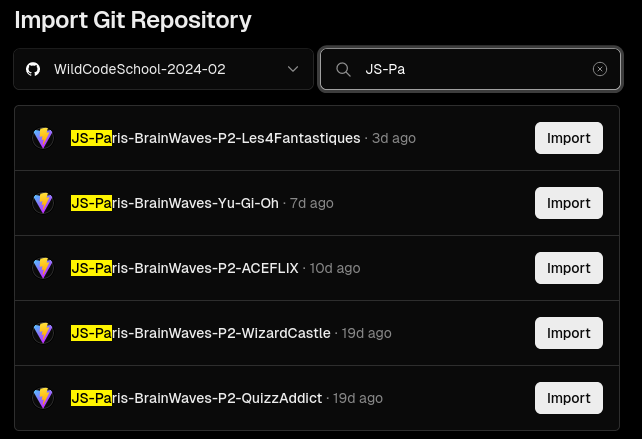 Import Git Repository
WildCodeSchool-2024-02
JS-Pa
JS-Paris-BrainWaves-P2-Les4Fantastiques · 3d ago
Import
JS-Paris-BrainWaves-Yu-Gi-Oh · 7d ago
Import
JS-Paris-BrainWaves-P2-ACEFLIX · 10d ago
Import
JS-Paris-BrainWaves-P2-WizardCastle · 19d ago
Import
JS-Paris-BrainWaves-P2-QuizzAddict · 19d ago
Import